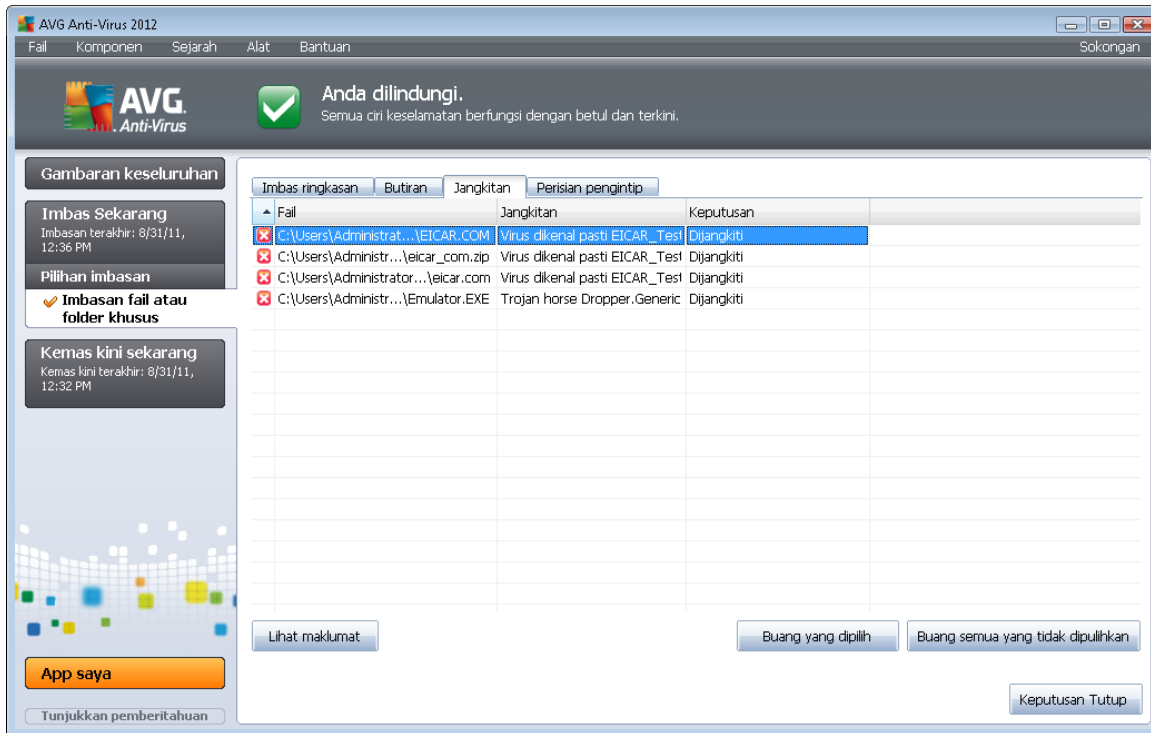 AVG Anti-Virus 2012
Fail Komponen Sejarah Alat Bantuan Sokongan
AVG.
Anti-Virus
Anda dilindungi.
Semua ciri keselamatan berfungsi dengan betul dan terkini.
Gambaran keseluruhan
Imbas Sekarang
Imbasan terakhir: 8/31/11,
12:36 PM
Pilihan imbasan
Imbasan fail atau
folder khusus
Kemas kini sekarang
Kemas kini terakhir: 8/31/11,
12:32 PM
App saya
Tunjukkan pemberitahuan
Imbas ringkasan Butiran Jangkitan Perisian pengintip
Fail Jangkitan Keputusan
C:\Users\Administrat...\EICAR.COM Virus dikenal pasti EICAR_Test Dijangkiti
C:\Users\Administr...\eicar_com.zip Virus dikenal pasti EICAR_Test Dijangkiti
C:\Users\Administrator...\eicar.com Virus dikenal pasti EICAR_Test Dijangkiti
C:\Users\Administr...\Emulator.EXE Trojan horse Dropper.Generic Dijangkiti
Lihat maklumat Buang yang dipilih Buang semua yang tidak dipulihkan
Keputusan Tutup